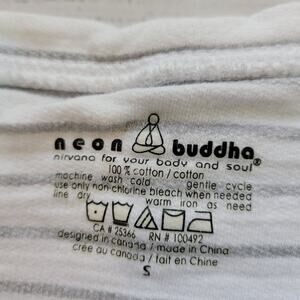 neon buddha
nirvana for your body and soul®
100% cotton / cotton
machine wash cold gentle cycle
use only non-chlorine bleach when needed
line dry warm iron as need
CA # 25366 RN # 100492
designed in canada / made in China
créé au canada / fait en Chine
S